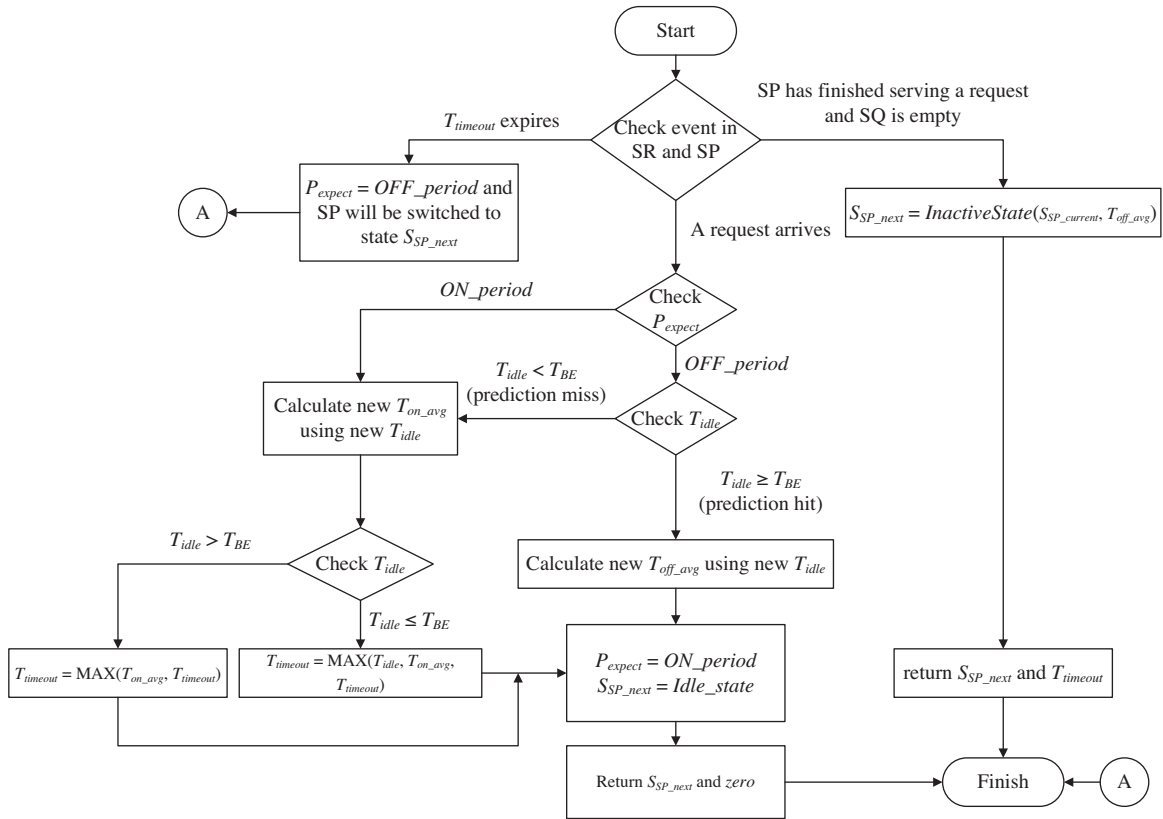 Start
SP has finished serving a request
and SQ is empty
T_timeout expires
Check event in
SR and SP
P_expect = OFF_period and
SP will be switched to
state S_SP_next
A
S_SP_next = InactiveState(S_SP_current, T_off_avg)
A request arrives
ON_period
Check
P_expect
OFF_period
T_idle < T_BE
(prediction miss)
Calculate new T_on_avg
using new T_idle
Check T_idle
T_idle ≥ T_BE
(prediction hit)
T_idle > T_BE
Check T_idle
Calculate new T_off_avg using new T_idle
T_idle ≤ T_BE
T_timeout = MAX(T_on_avg, T_timeout)
T_timeout = MAX(T_idle, T_on_avg,
T_timeout)
P_expect = ON_period
S_SP_next = Idle_state
return S_SP_next and T_timeout
Return S_SP_next and zero
Finish
A